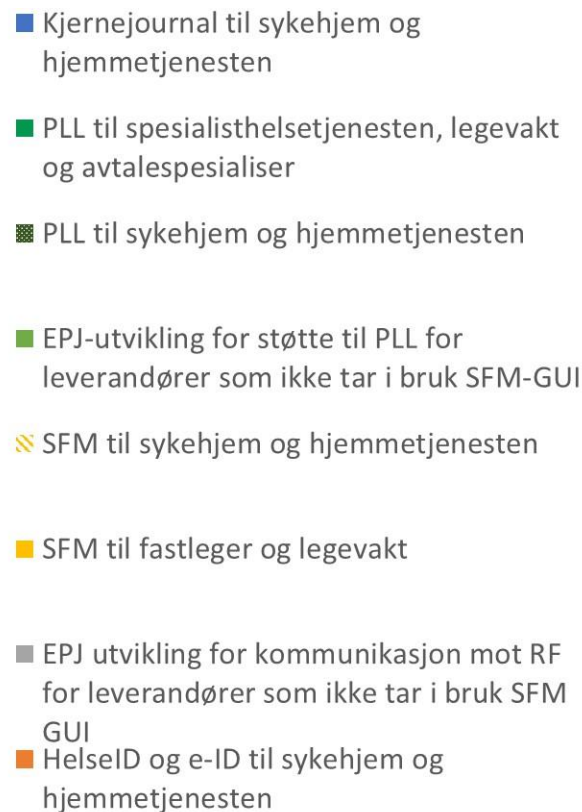 Kjernejournal til sykehjem og
hjemmetjenesten
PLL til spesialisthelsetjenesten, legevakt
og avtalespesialiser
PLL til sykehjem og hjemmetjenesten
EPJ-utvikling for støtte til PLL for
leverandører som ikke tar i bruk SFM-GUI
SFM til sykehjem og hjemmetjenesten
SFM til fastleger og legevakt
EPJ utvikling for kommunikasjon mot RF
for leverandører som ikke tar i bruk SFM
GUI
HelseID og e-ID til sykehjem og
hjemmetjenesten